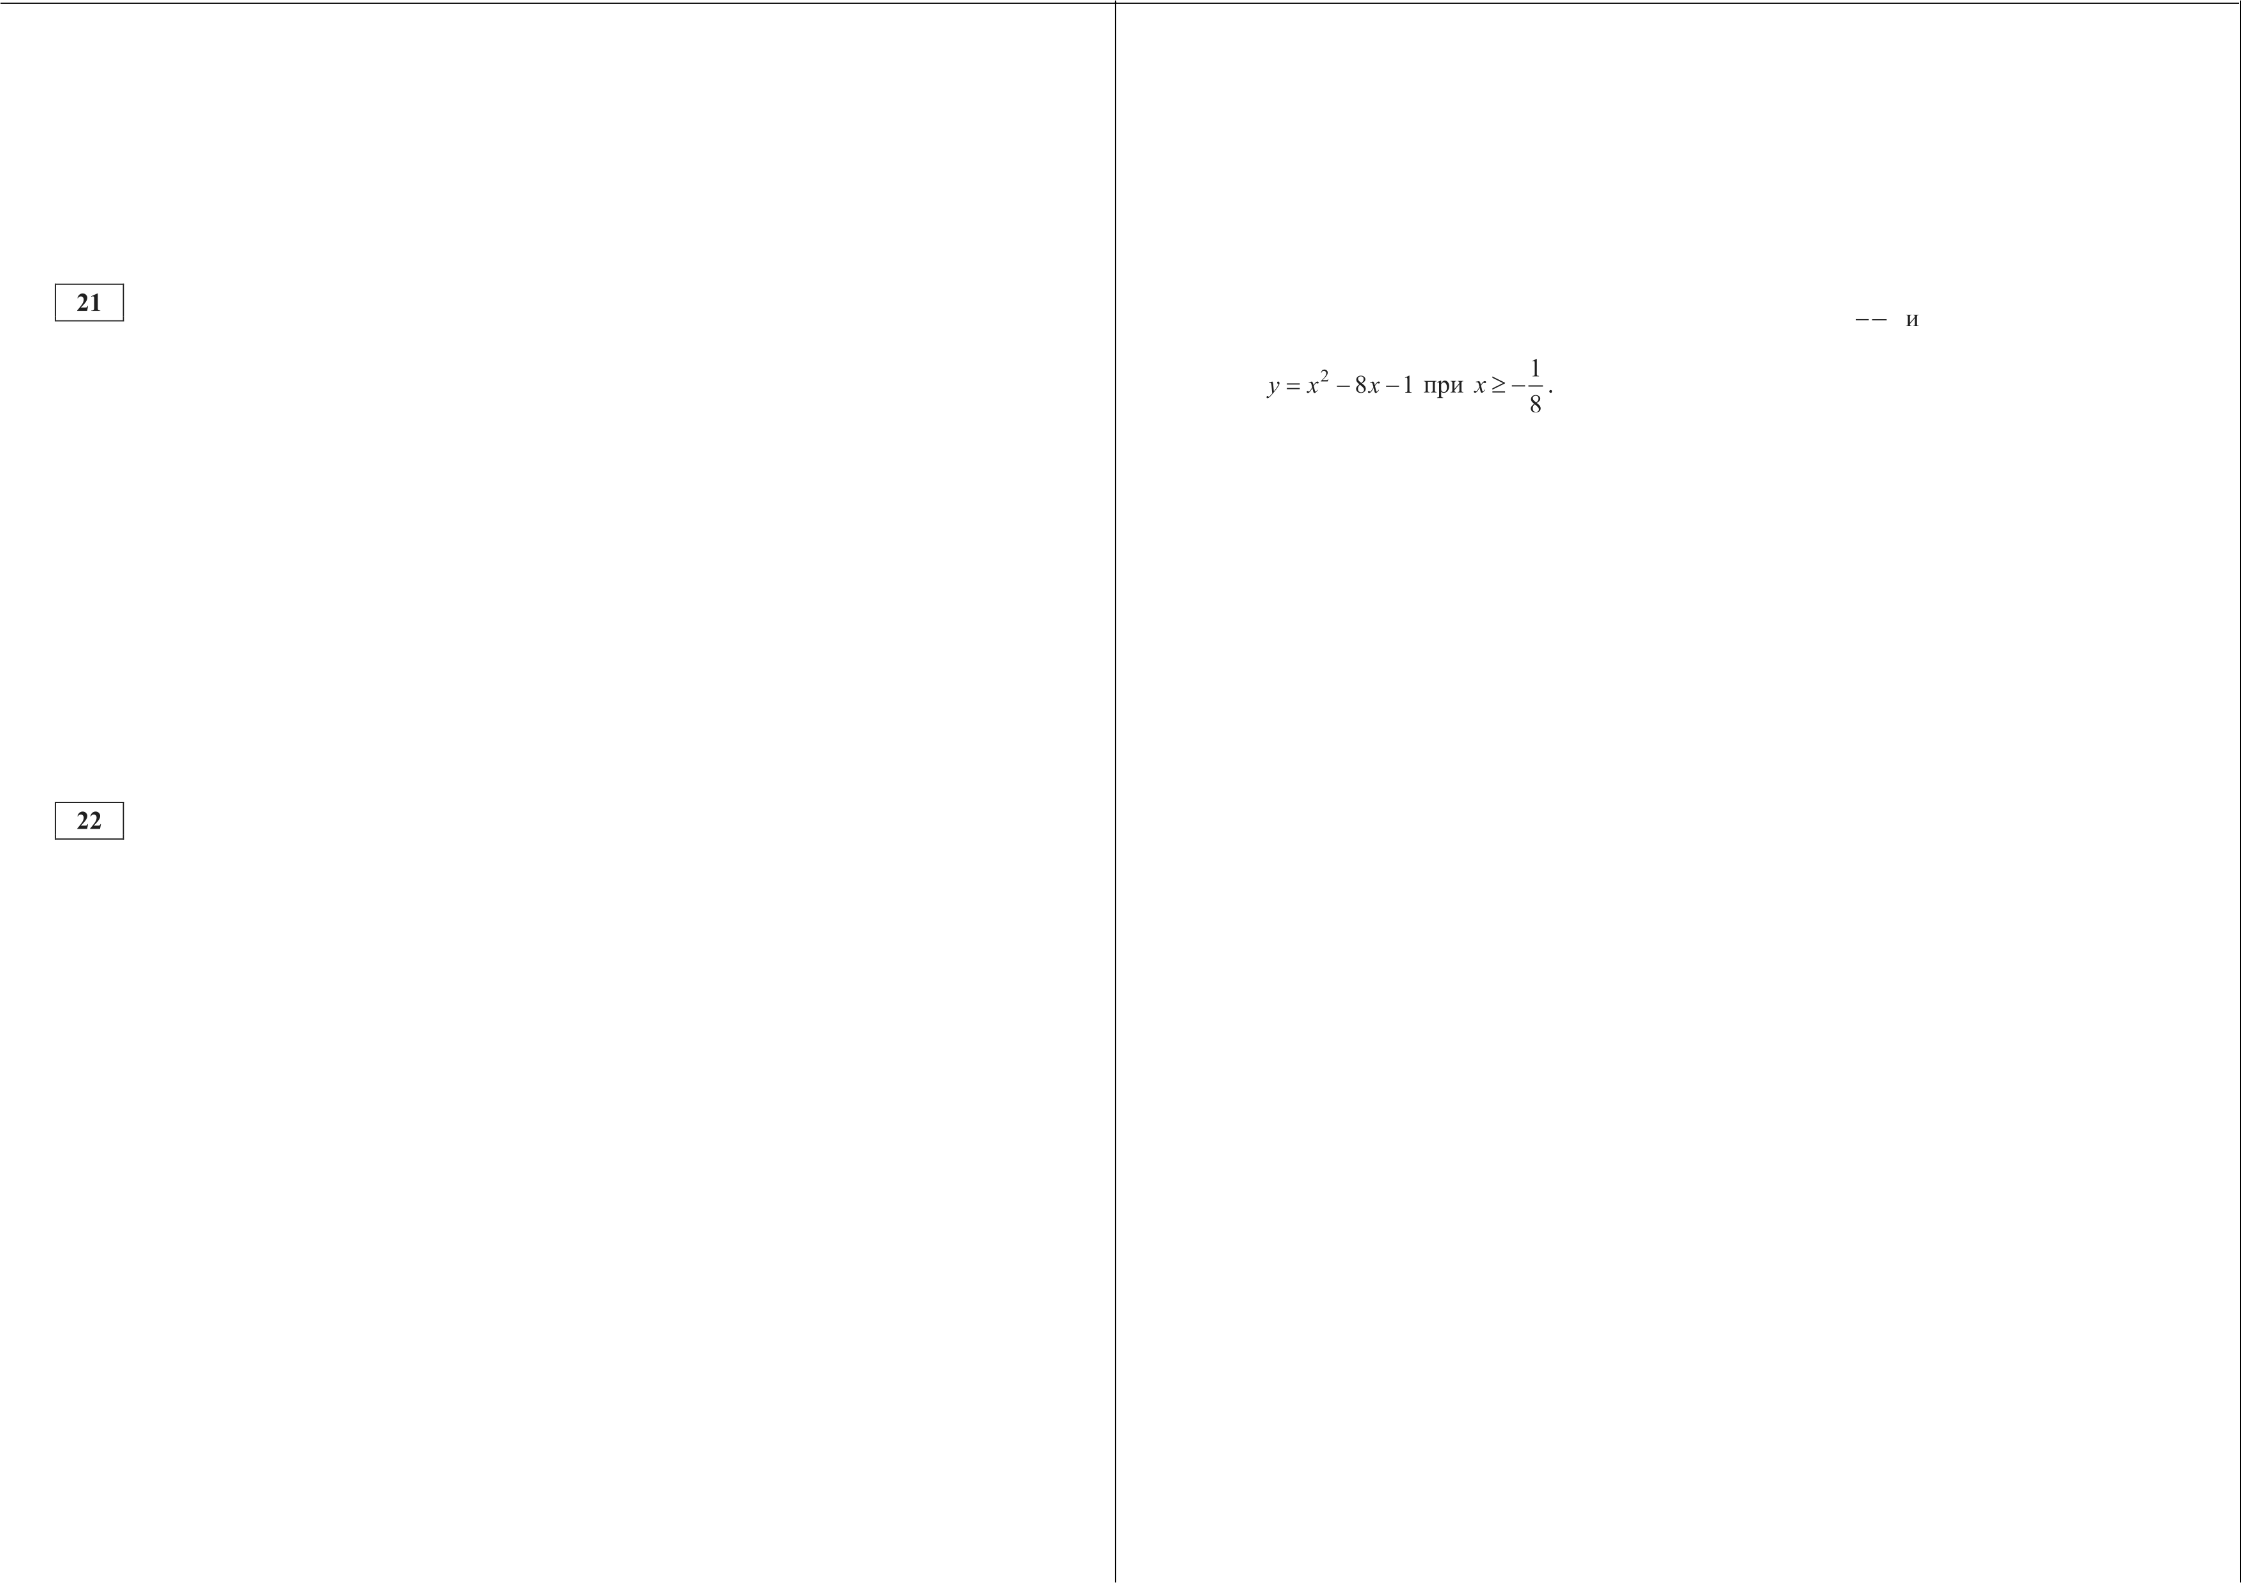 21
−− и
y = x² − 8x − 1 при x ≥ −1/8.
22